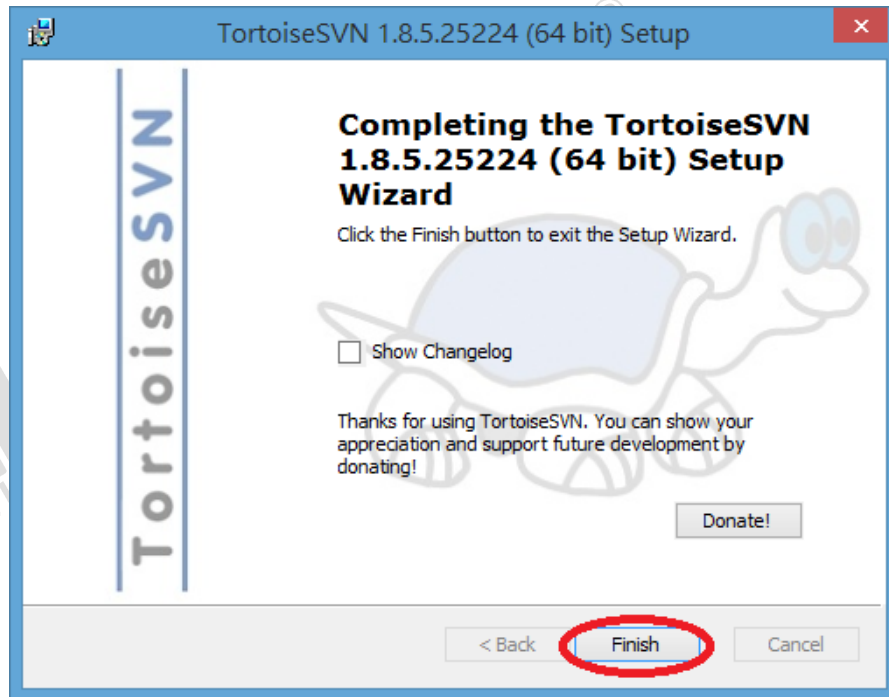 TortoiseSVN 1.8.5.25224 (64 bit) Setup
TortoiseSVN
Completing the TortoiseSVN
1.8.5.25224 (64 bit) Setup
Wizard
Click the Finish button to exit the Setup Wizard.
Show Changelog
Thanks for using TortoiseSVN. You can show your
appreciation and support future development by
donating!
Donate!
< Back
Finish
Cancel